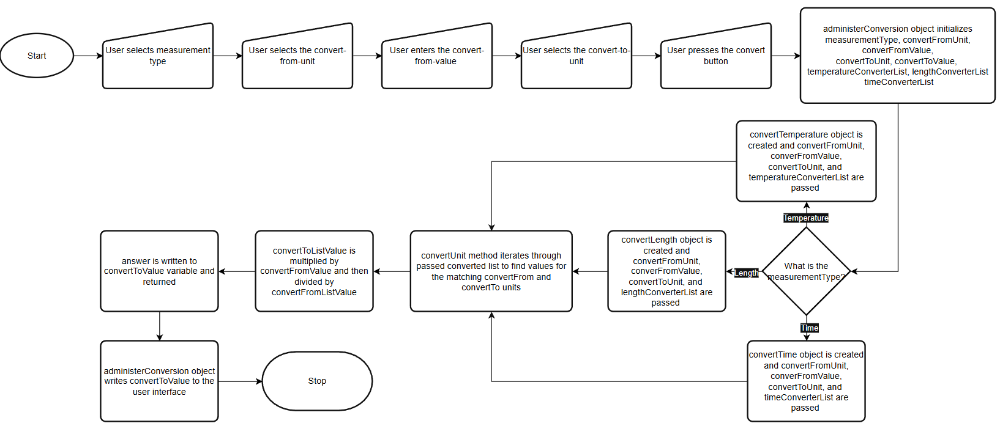 Start
User selects measurement
type
User selects the convert-
from-unit
User enters the convert-
from-value
User selects the convert-to-
unit
User presses the convert
button
administerConversion object initializes
measurementType, convertFromUnit,
converFromValue,
convertToUnit, convertToValue,
temperatureConverterList, lengthConverterList
timeConverterList
convertTemperature object is
created and convertFromUnit,
converFromValue,
convertToUnit, and
temperatureConverterList are
passed
Temperature
What is the
measurementType?
Length
Time
convertLength object is
created and
convertFromUnit,
converFromValue,
convertToUnit, and
lengthConverterList are
passed
convertTime object is created
and convertFromUnit,
converFromValue,
convertToUnit, and
timeConverterList are
passed
convertUnit method iterates through
passed converted list to find values for
the matching convertFrom and
convertTo units
convertToListValue is
multiplied by
convertFromValue and then
divided by
convertFromListValue
answer is written to
convertToValue variable and
returned
administerConversion object
writes convertToValue to the
user interface
Stop